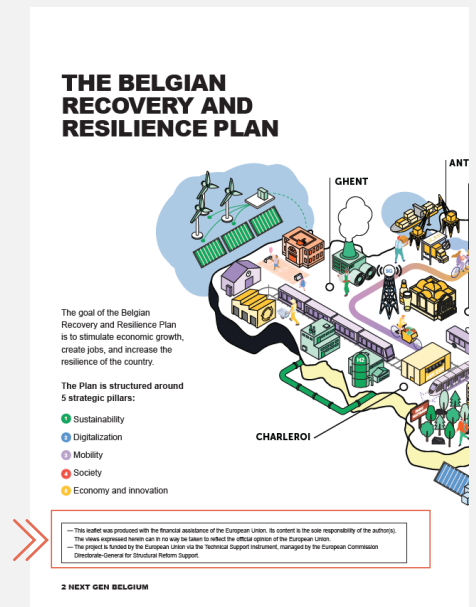 THE BELGIAN
RECOVERY AND
RESILIENCE PLAN
ANT
GHENT
5G
The goal of the Belgian
Recovery and Resilience Plan
is to stimulate economic growth,
create jobs, and increase the
resilience of the country.
H2
The Plan is structured around
5 strategic pillars:
1 Sustainability
2 Digitalization
3 Mobility
4 Society
5 Economy and innovation
CHARLEROI
— This leaflet was produced with the financial assistance of the European Union. Its content is the sole responsibility of the author(s).
The views expressed herein can in no way be taken to reflect the official opinion of the European Union.
— The project is funded by the European Union via the Technical Support Instrument, managed by the European Commission
Directorate-General for Structural Reform Support.
2 NEXT GEN BELGIUM